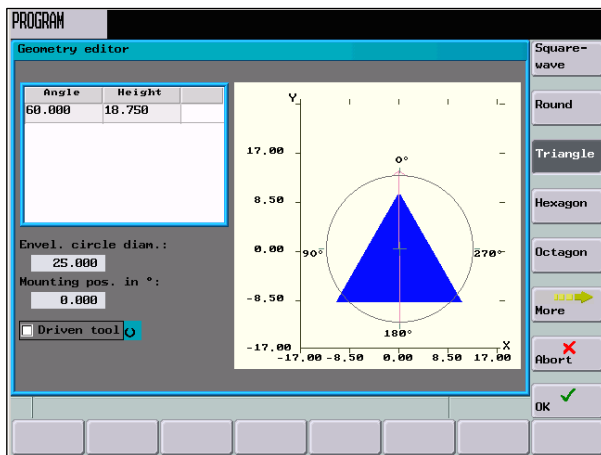 PROGRAM
Geometry editor
Angle Height
60.000 18.750
Envel. circle diam.:
25.000
Mounting pos. in °:
0.000
Driven tool
Y
17,00
8,50
0,00
-8,50
-17,00
0°
90°
270°
180°
X
-17,00 -8,50 0.00 8,50 17,00
Square-
wave
Round
Triangle
Hexagon
Octagon
More
Abort
OK